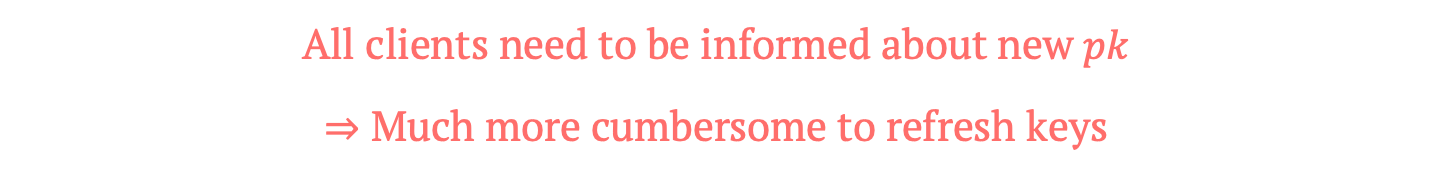 All clients need to be informed about new pk
⇒ Much more cumbersome to refresh keys